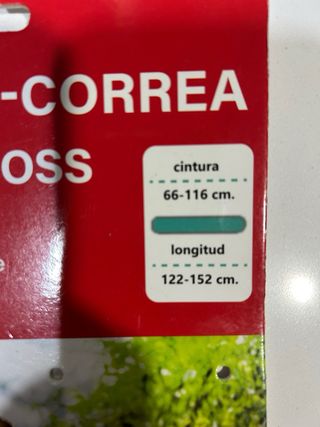 -CORREA
OSS
cintura
66-116 cm.
longitud
122-152 cm.
e